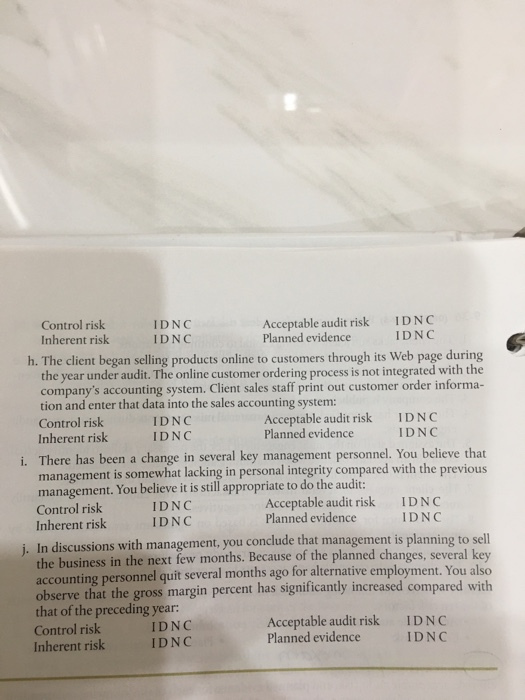 Control risk IDNC Acceptable audit risk IDNC
Inherent risk IDNC Planned evidence IDNC
h. The client began selling products online to customers through its Web page during
the year under audit. The online customer ordering process is not integrated with the
company's accounting system. Client sales staff print out customer order informa-
tion and enter that data into the sales accounting system:
Control risk IDNC Acceptable audit risk IDNC
Inherent risk IDNC Planned evidence IDNC
i. There has been a change in several key management personnel. You believe that
management is somewhat lacking in personal integrity compared with the previous
management. You believe it is still appropriate to do the audit:
Control risk IDNC Acceptable audit risk IDNC
Inherent risk IDNC Planned evidence IDNC
j. In discussions with management, you conclude that management is planning to sell
the business in the next few months. Because of the planned changes, several key
accounting personnel quit several months ago for alternative employment. You also
observe that the gross margin percent has significantly increased compared with
that of the preceding year:
Control risk IDNC Acceptable audit risk IDNC
Inherent risk IDNC Planned evidence IDNC